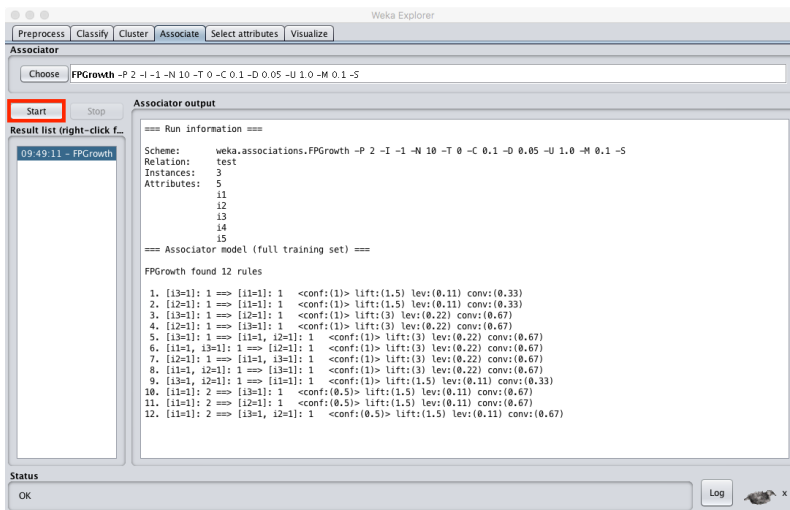 Weka Explorer
Preprocess Classify Cluster Associate Select attributes Visualize
Associator
Choose FPGrowth -P 2 -I -1 -N 10 -T 0 -C 0.1 -D 0.05 -U 1.0 -M 0.1 -S
Start Stop
Result list (right-click f...
09:49:11 - FPGrowth
Associator output
=== Run information ===
Scheme: weka.associations.FPGrowth -P 2 -I -1 -N 10 -T 0 -C 0.1 -D 0.05 -U 1.0 -M 0.1 -S
Relation: test
Instances: 3
Attributes: 5
i1
i2
i3
i4
i5
=== Associator model (full training set) ===
FPGrowth found 12 rules
1. [i3=1]: 1 ==> [i1=1]: 1 <conf:(1)> lift:(1.5) lev:(0.11) conv:(0.33)
2. [i2=1]: 1 ==> [i1=1]: 1 <conf:(1)> lift:(1.5) lev:(0.11) conv:(0.33)
3. [i3=1]: 1 ==> [i2=1]: 1 <conf:(1)> lift:(3) lev:(0.22) conv:(0.67)
4. [i2=1]: 1 ==> [i3=1]: 1 <conf:(1)> lift:(3) lev:(0.22) conv:(0.67)
5. [i3=1]: 1 ==> [i1=1, i2=1]: 1 <conf:(1)> lift:(3) lev:(0.22) conv:(0.67)
6. [i1=1, i3=1]: 1 ==> [i2=1]: 1 <conf:(1)> lift:(3) lev:(0.22) conv:(0.67)
7. [i2=1]: 1 ==> [i1=1, i3=1]: 1 <conf:(1)> lift:(3) lev:(0.22) conv:(0.67)
8. [i1=1, i2=1]: 1 ==> [i3=1]: 1 <conf:(1)> lift:(3) lev:(0.22) conv:(0.67)
9. [i3=1, i2=1]: 1 ==> [i1=1]: 1 <conf:(1)> lift:(1.5) lev:(0.11) conv:(0.33)
10. [i1=1]: 2 ==> [i3=1]: 1 <conf:(0.5)> lift:(1.5) lev:(0.11) conv:(0.67)
11. [i1=1]: 2 ==> [i2=1]: 1 <conf:(0.5)> lift:(1.5) lev:(0.11) conv:(0.67)
12. [i1=1]: 2 ==> [i3=1, i2=1]: 1 <conf:(0.5)> lift:(1.5) lev:(0.11) conv:(0.67)
Status
OK
Log
x